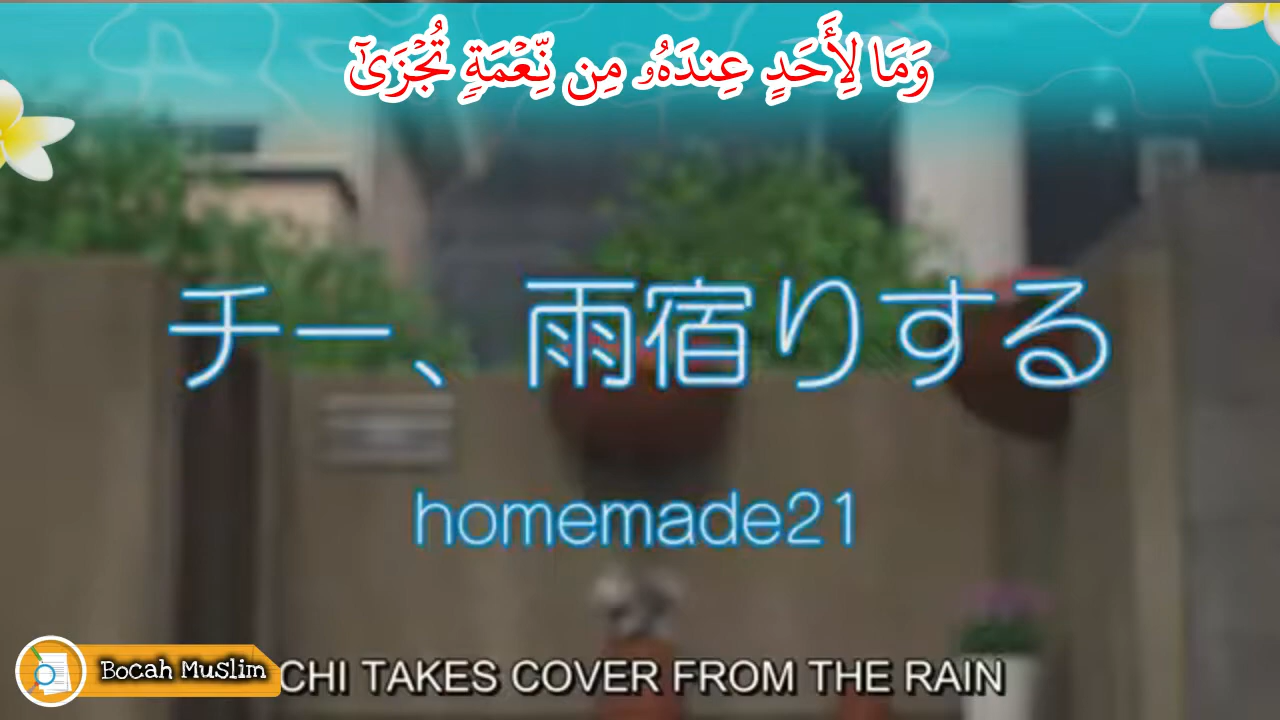 وَمَا لِأَحَدٍ عِندَهُۥ مِن نِّعْمَةٍ تُجْزَىٰٓ
チー、雨宿りする
homemade21
CHI TAKES COVER FROM THE RAIN
Bocah Muslim